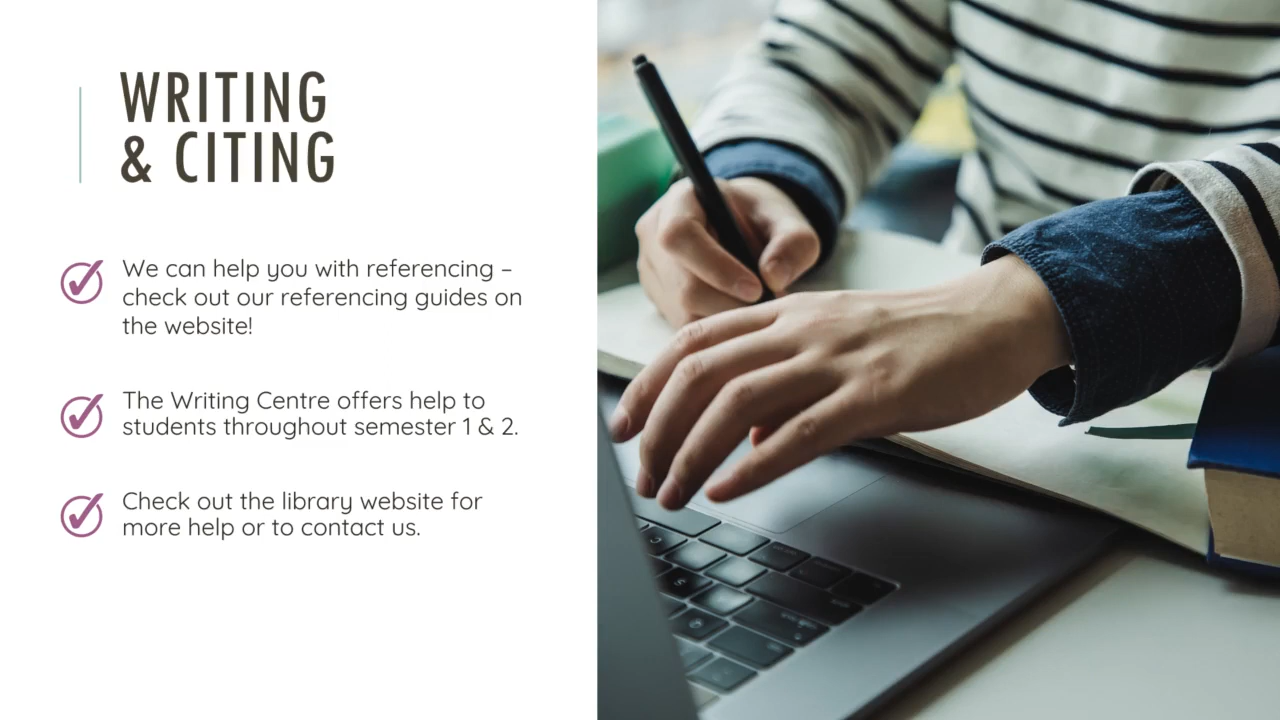 WRITING
& CITING
We can help you with referencing –
check out our referencing guides on
the website!
The Writing Centre offers help to
students throughout semester 1 & 2.
Check out the library website for
more help or to contact us.